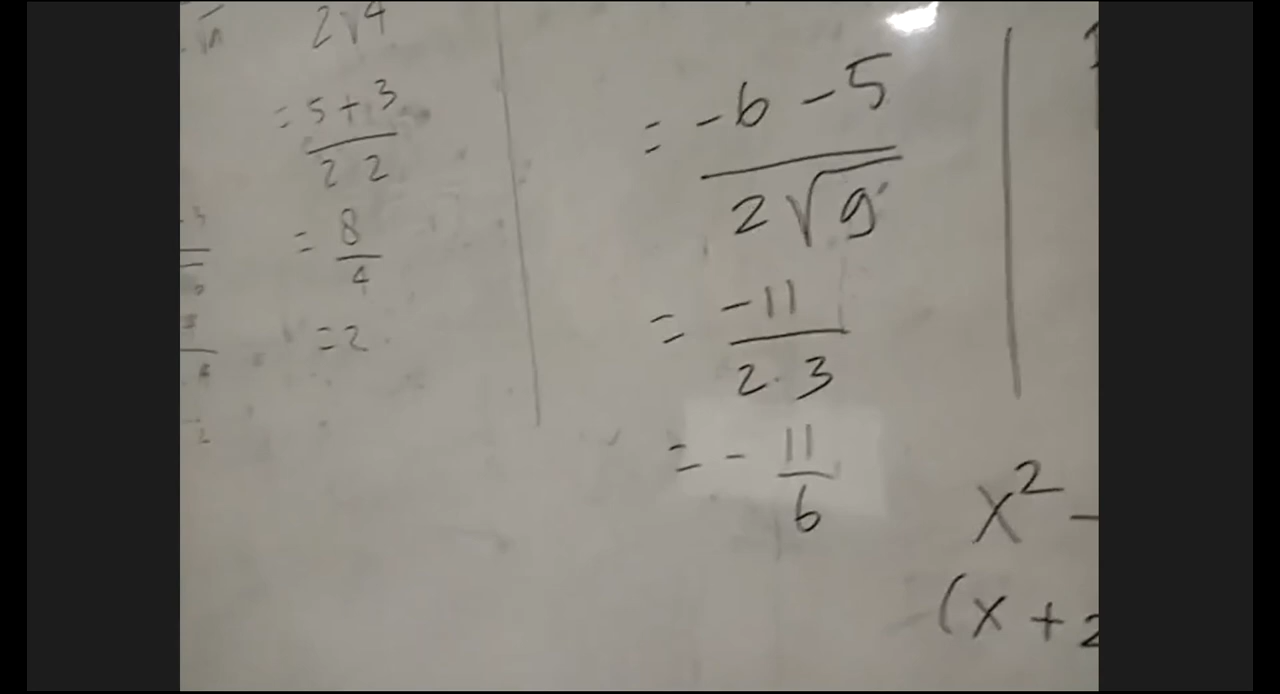 2√4
= 5 + 3
2 2
= 8
4
= 2
= -6 - 5
2√9
= -11
2 . 3
= - 11
6
x² -
(x +